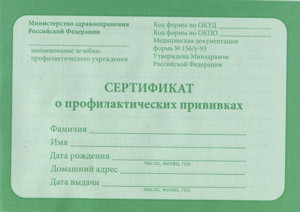 Министерство здравоохранения
Российской Федерации
наименование лечебно-
профилактического учреждения
Код формы по ОКУД
Код формы по ОКПО
Медицинская документация
форма № 156/у-93
Утверждена Минздравом
Российской Федерации
СЕРТИФИКАТ
о профилактических прививках
Фамилия
Имя
Дата рождения
число, месяц, год
Домашний адрес
Дата выдачи
число, месяц, год